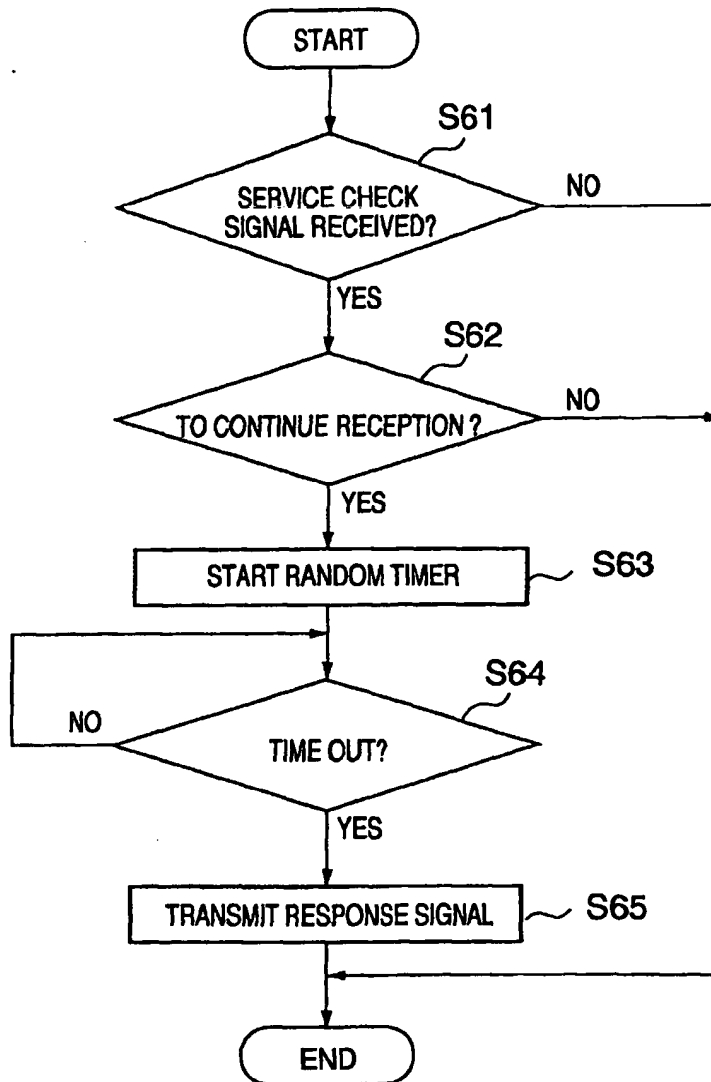 START
S61
SERVICE CHECK
SIGNAL RECEIVED?
NO
YES
S62
TO CONTINUE RECEPTION ?
NO
YES
START RANDOM TIMER
S63
S64
NO
TIME OUT?
YES
TRANSMIT RESPONSE SIGNAL
S65
END